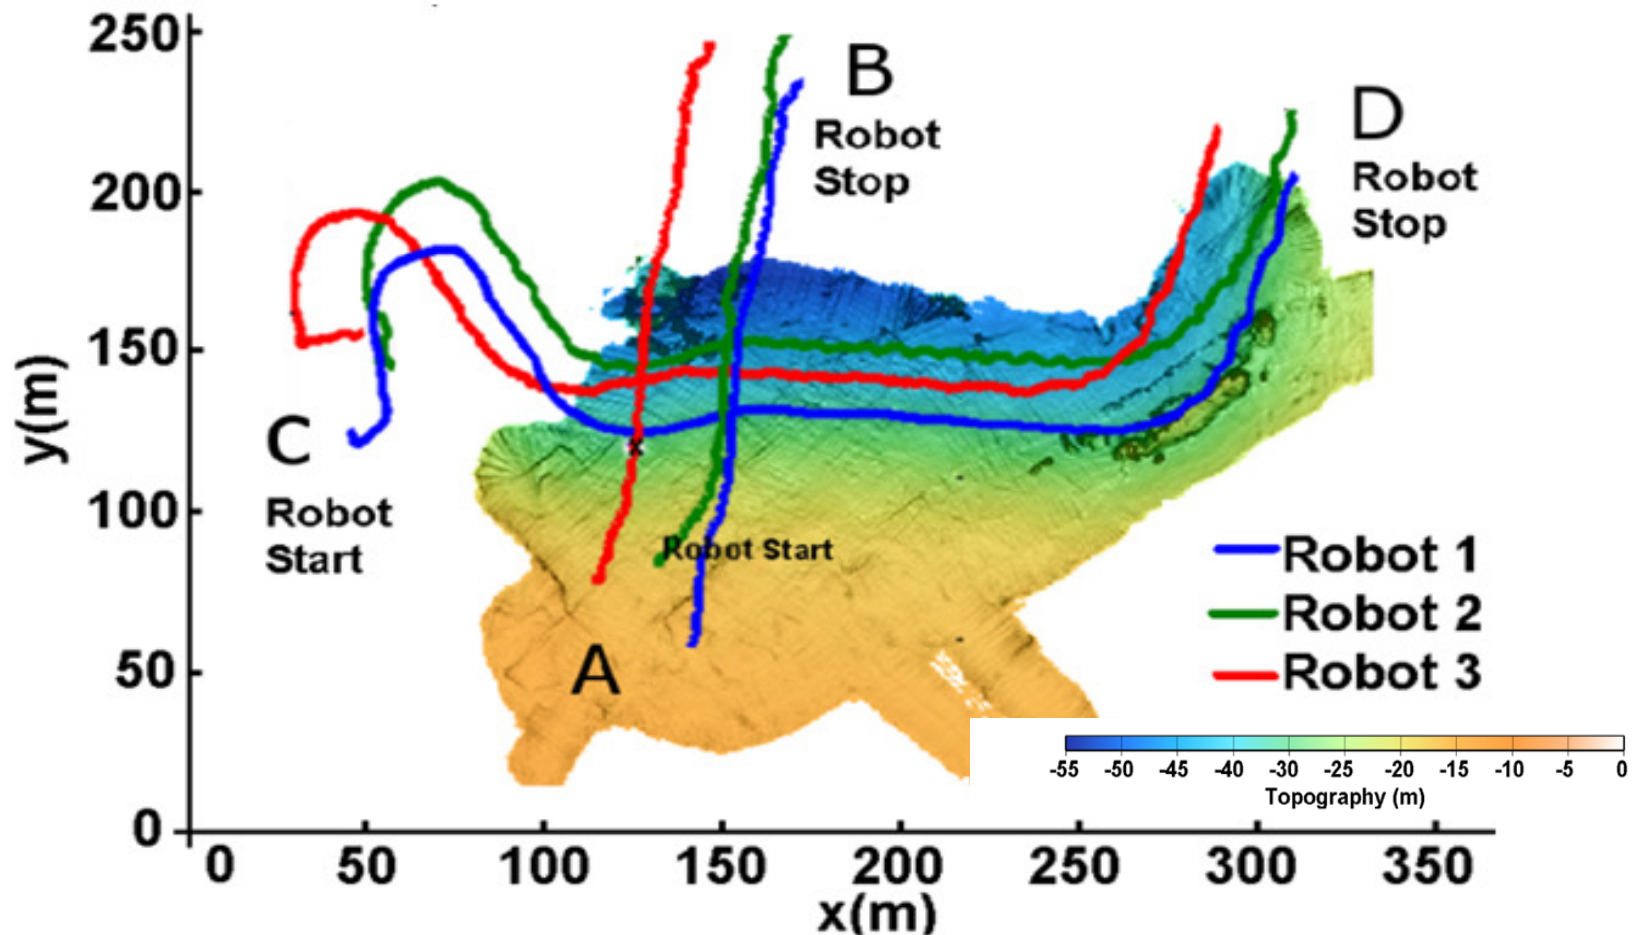 250
200
150
100
50
0
y(m)
B
Robot
Stop
D
Robot
Stop
C
Robot
Start
Robot Start
A
Robot 1
Robot 2
Robot 3
-55 -50 -45 -40 -30 -25 -20 -15 -10 -5 0
Topography (m)
0 50 100 150 200 250 300 350
x(m)